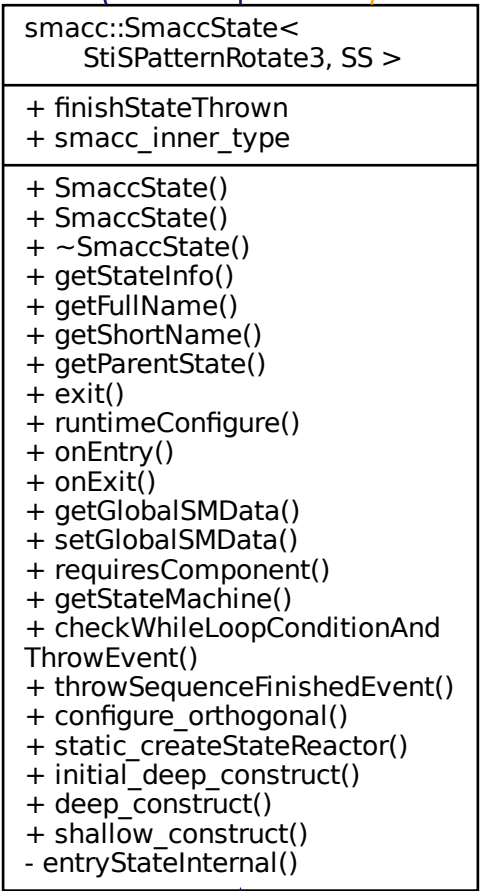 smacc::SmaccState<
StiSPatternRotate3, SS >
+ finishStateThrown
+ smacc_inner_type
+ SmaccState()
+ SmaccState()
+ ~SmaccState()
+ getStateInfo()
+ getFullName()
+ getShortName()
+ getParentState()
+ exit()
+ runtimeConfigure()
+ onEntry()
+ onExit()
+ getGlobalSMData()
+ setGlobalSMData()
+ requiresComponent()
+ getStateMachine()
+ checkWhileLoopConditionAnd
ThrowEvent()
+ throwSequenceFinishedEvent()
+ configure_orthogonal()
+ static_createStateReactor()
+ initial_deep_construct()
+ deep_construct()
+ shallow_construct()
- entryStateInternal()